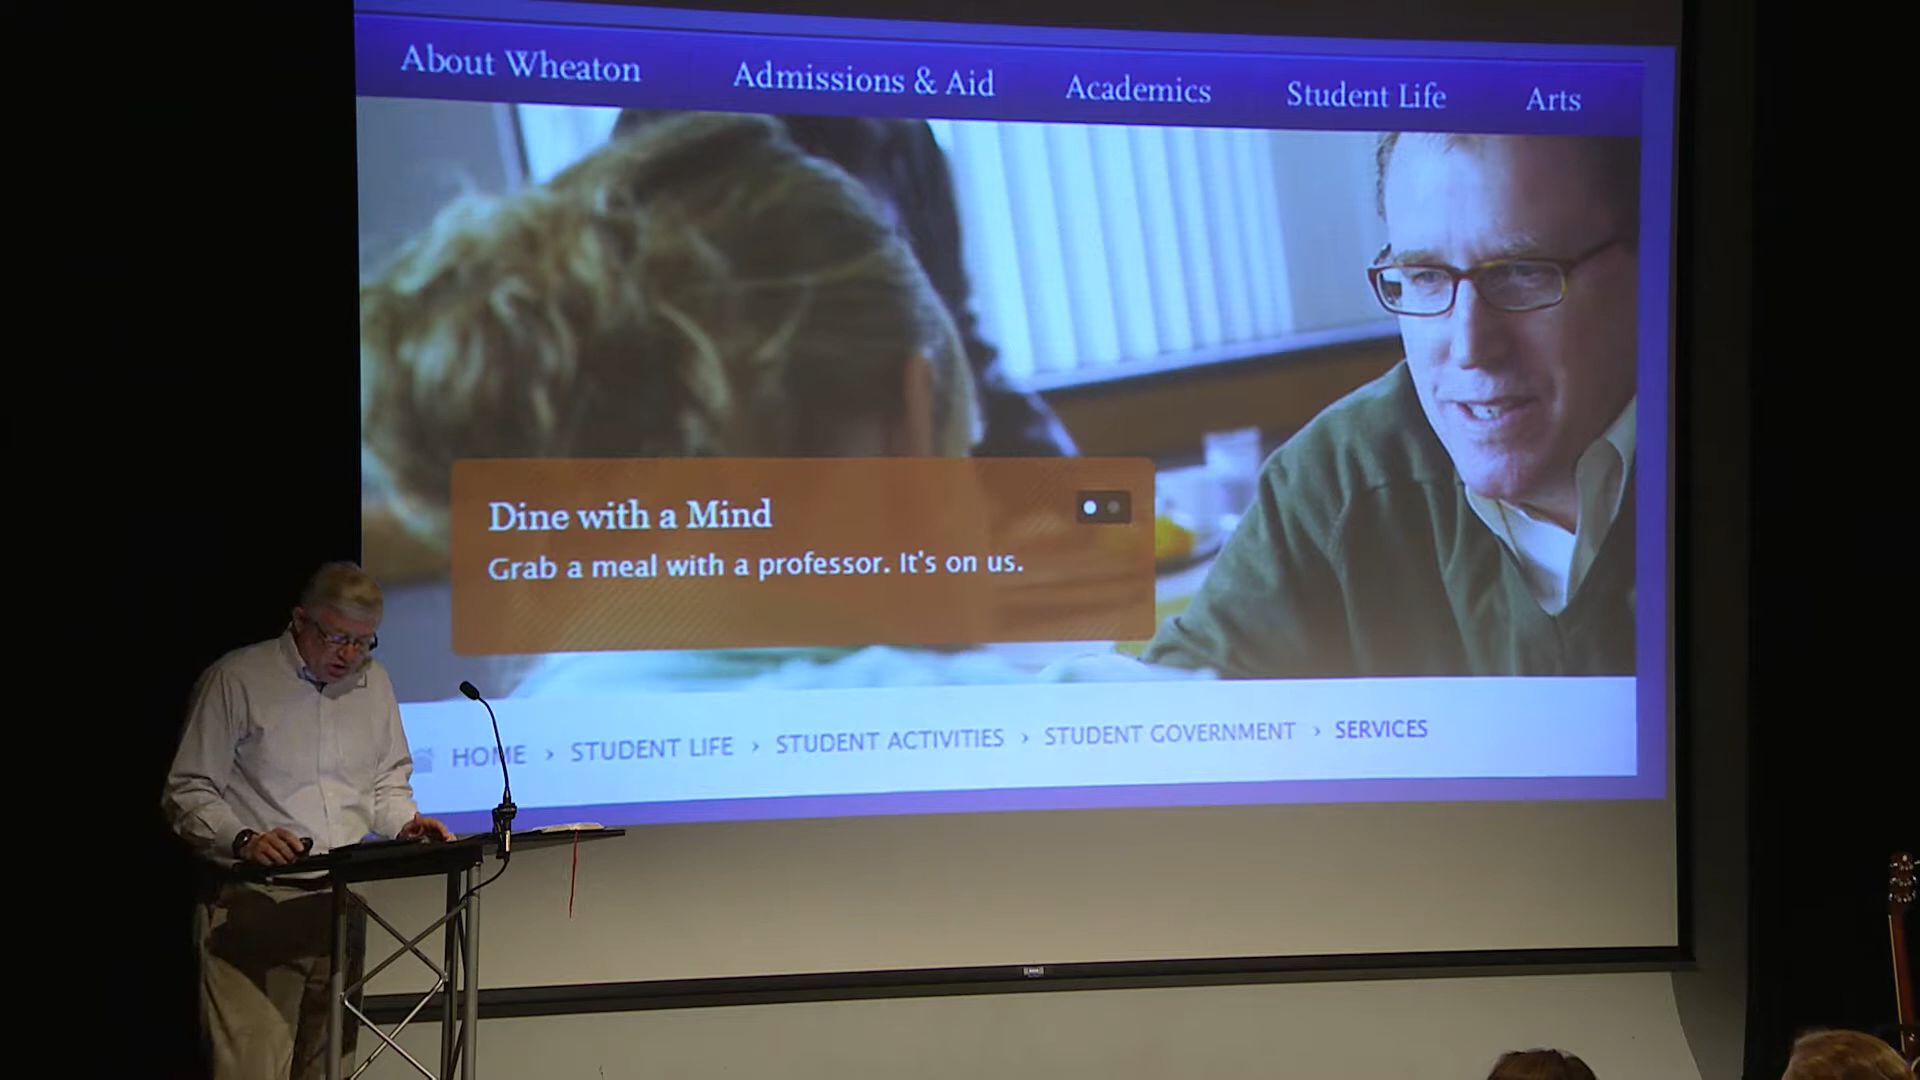 About Wheaton Admissions & Aid Academics Student Life Arts
Dine with a Mind
Grab a meal with a professor. It's on us.
HOME › STUDENT LIFE › STUDENT ACTIVITIES › STUDENT GOVERNMENT › SERVICES